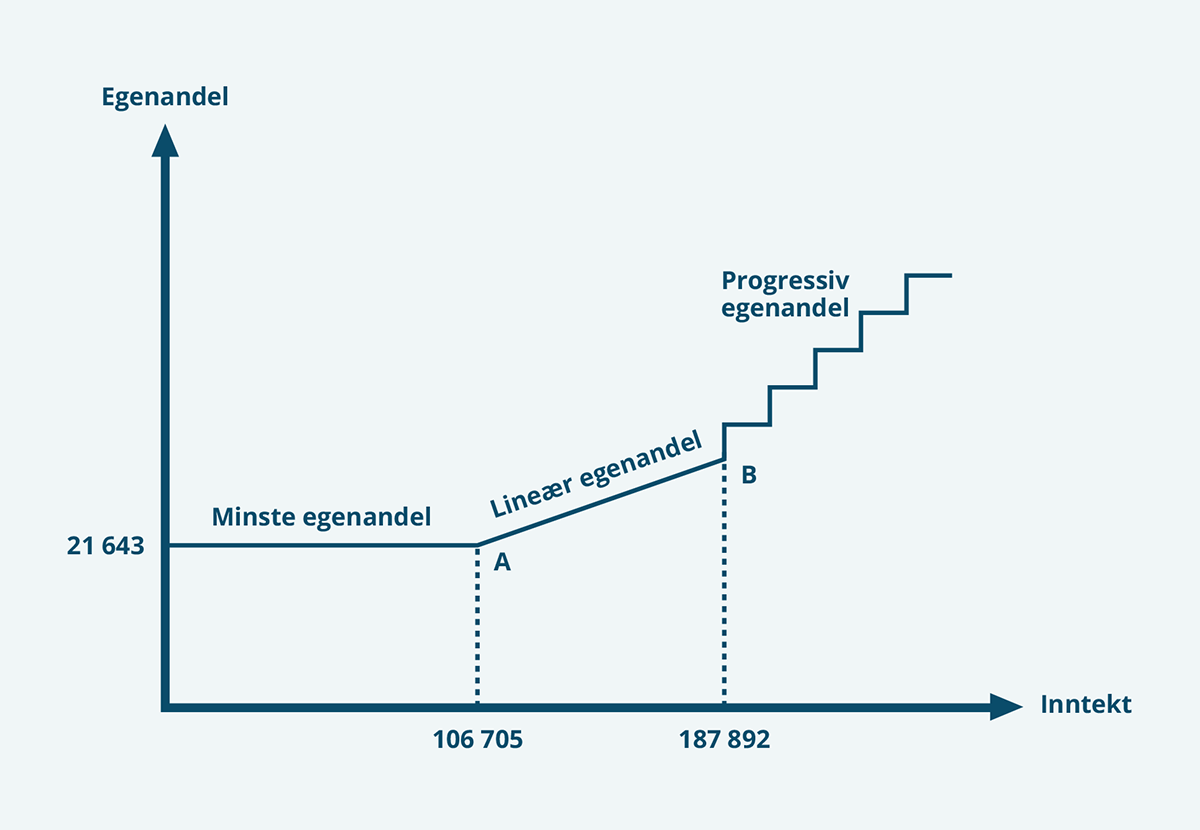 Egenandel
Progressiv
egenandel
Lineær egenandel
B
Minste egenandel
21 643
A
Inntekt
106 705
187 892